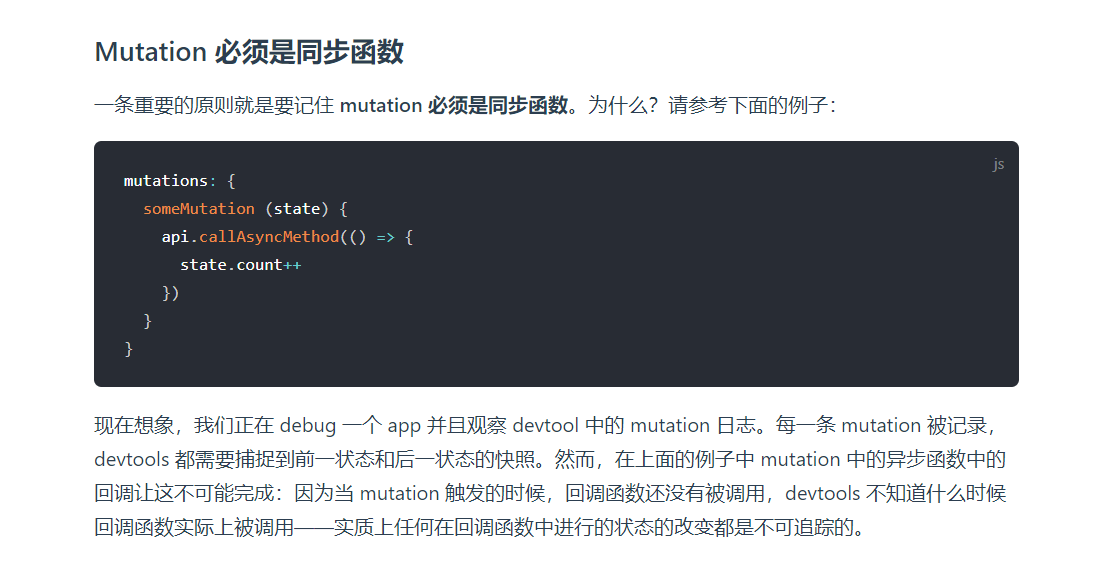 Mutation 必须是同步函数
一条重要的原则就是要记住 mutation 必须是同步函数。为什么？请参考下面的例子：
js
mutations: {
  someMutation (state) {
    api.callAsyncMethod(() => {
      state.count++
    })
  }
}
现在想象，我们正在 debug 一个 app 并且观察 devtool 中的 mutation 日志。每一条 mutation 被记录，
devtools 都需要捕捉到前一状态和后一状态的快照。然而，在上面的例子中 mutation 中的异步函数中的
回调让这不可能完成：因为当 mutation 触发的时候，回调函数还没有被调用，devtools 不知道什么时候
回调函数实际上被调用——实质上任何在回调函数中进行的状态的改变都是不可追踪的。